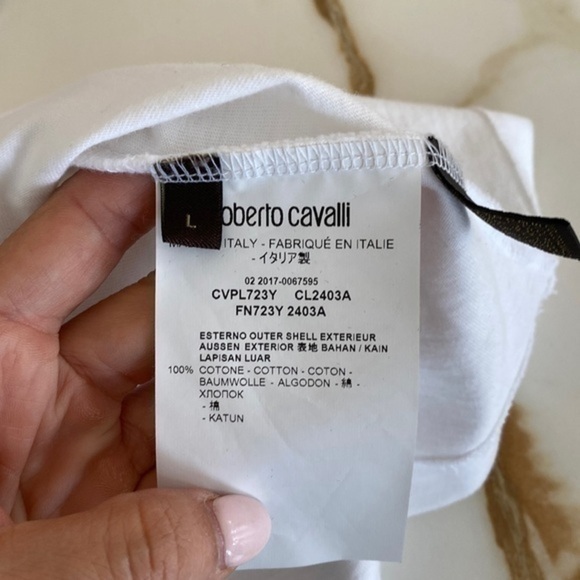 L
oberto cavalli
ITALY - FABRIQUÉ EN ITALIE
- イタリア製
02 2017-0067595
CVPL723Y CL2403A
FN723Y 2403A
ESTERNO OUTER SHELL EXTERIEUR
AUSSEN EXTERIOR 表地 BAHAN / KAIN
LAPISAN LUAR
100% COTONE - COTTON - COTON -
BAUMWOLLE - ALGODON - 綿 -
ХЛОПОК
- 棉
- KATUN